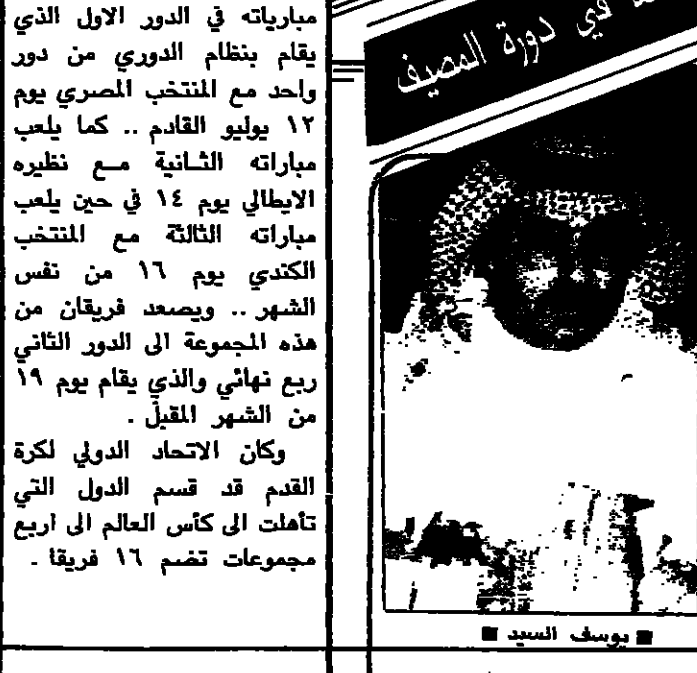 في دورة المصيف
مبارياته في الدور الاول الذي
يقام بنظام الدوري من دور
واحد مع المنتخب المصري يوم
١٢ يوليو القادم .. كما يلعب
مباراته الثانية مع نظيره
الايطالي يوم ١٤ في حين يلعب
مباراته الثالثة مع المنتخب
الكندي يوم ١٦ من نفس
الشهر .. ويصعد فريقان من
هذه المجموعة الى الدور الثاني
ربع نهائي والذي يقام يوم ١٩
من الشهر المقبل .
وكان الاتحاد الدولي لكرة
القدم قد قسم الدول التي
تأهلت الى كأس العالم الى اربع
مجموعات تضم ١٦ فريقا .
■ يوسف السيد ■